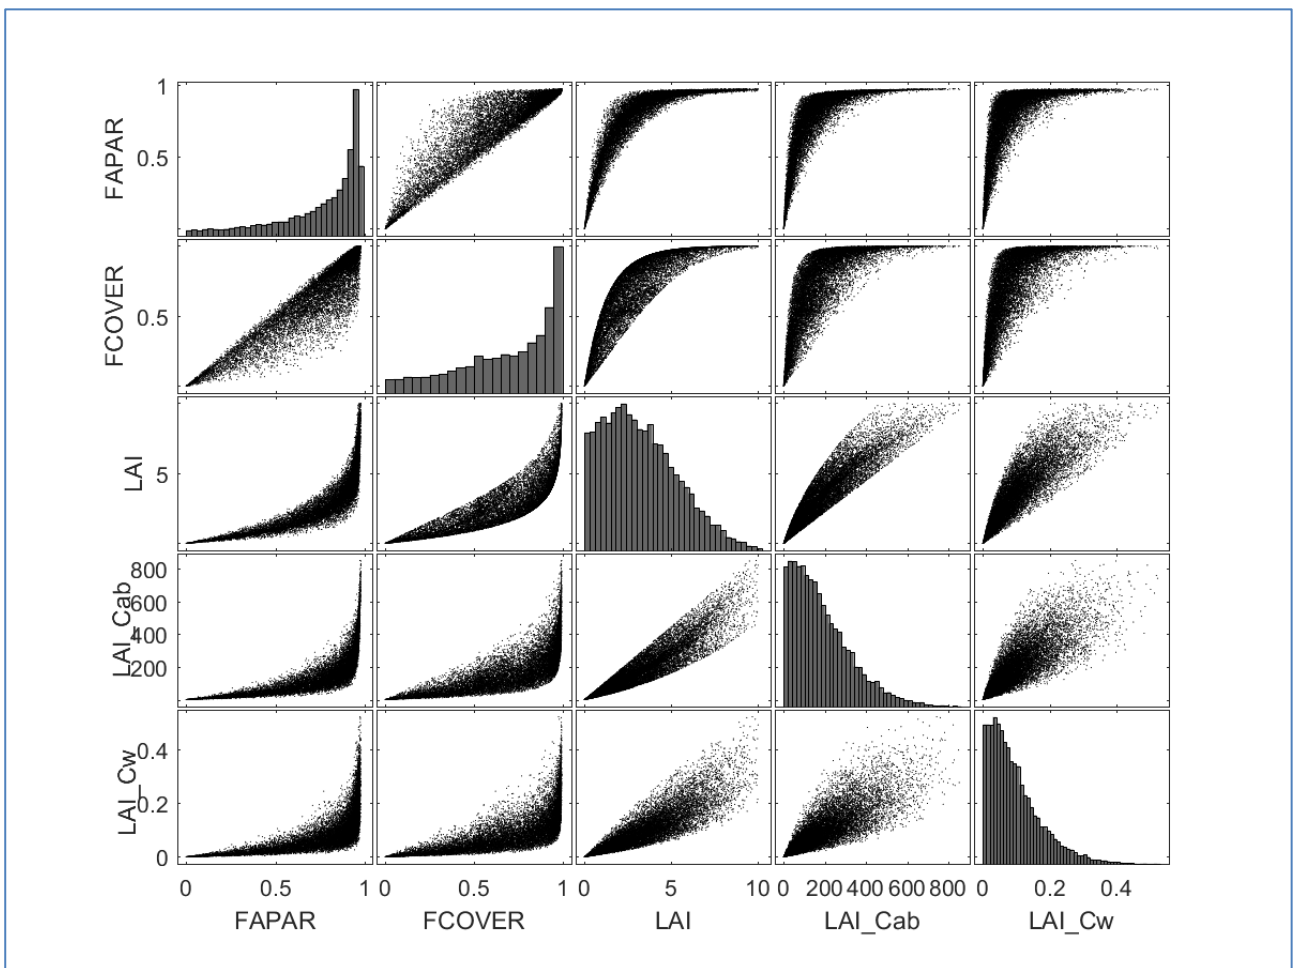 1
0.5
FAPAR
0.5
FCOVER
5
LAI
800
600
400
200
LAI_Cab
0.4
0.2
0
LAI_Cw
0 0.5 1 0.5 1 0 5 10 0 200 400 600 800 0 0.2 0.4
FAPAR FCOVER LAI LAI_Cab LAI_Cw